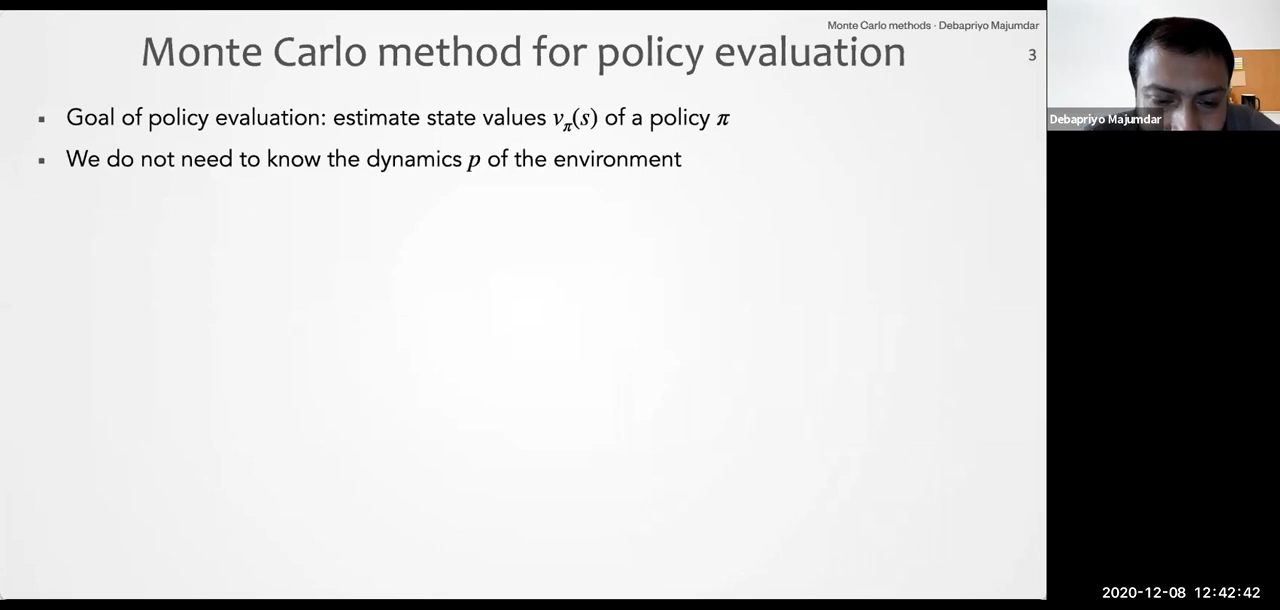 Monte Carlo methods · Debapriyo Majumdar
Monte Carlo method for policy evaluation
3
Debapriyo Majumdar
▪ Goal of policy evaluation: estimate state values v_π(s) of a policy π
▪ We do not need to know the dynamics p of the environment
2020-12-08 12:42:42